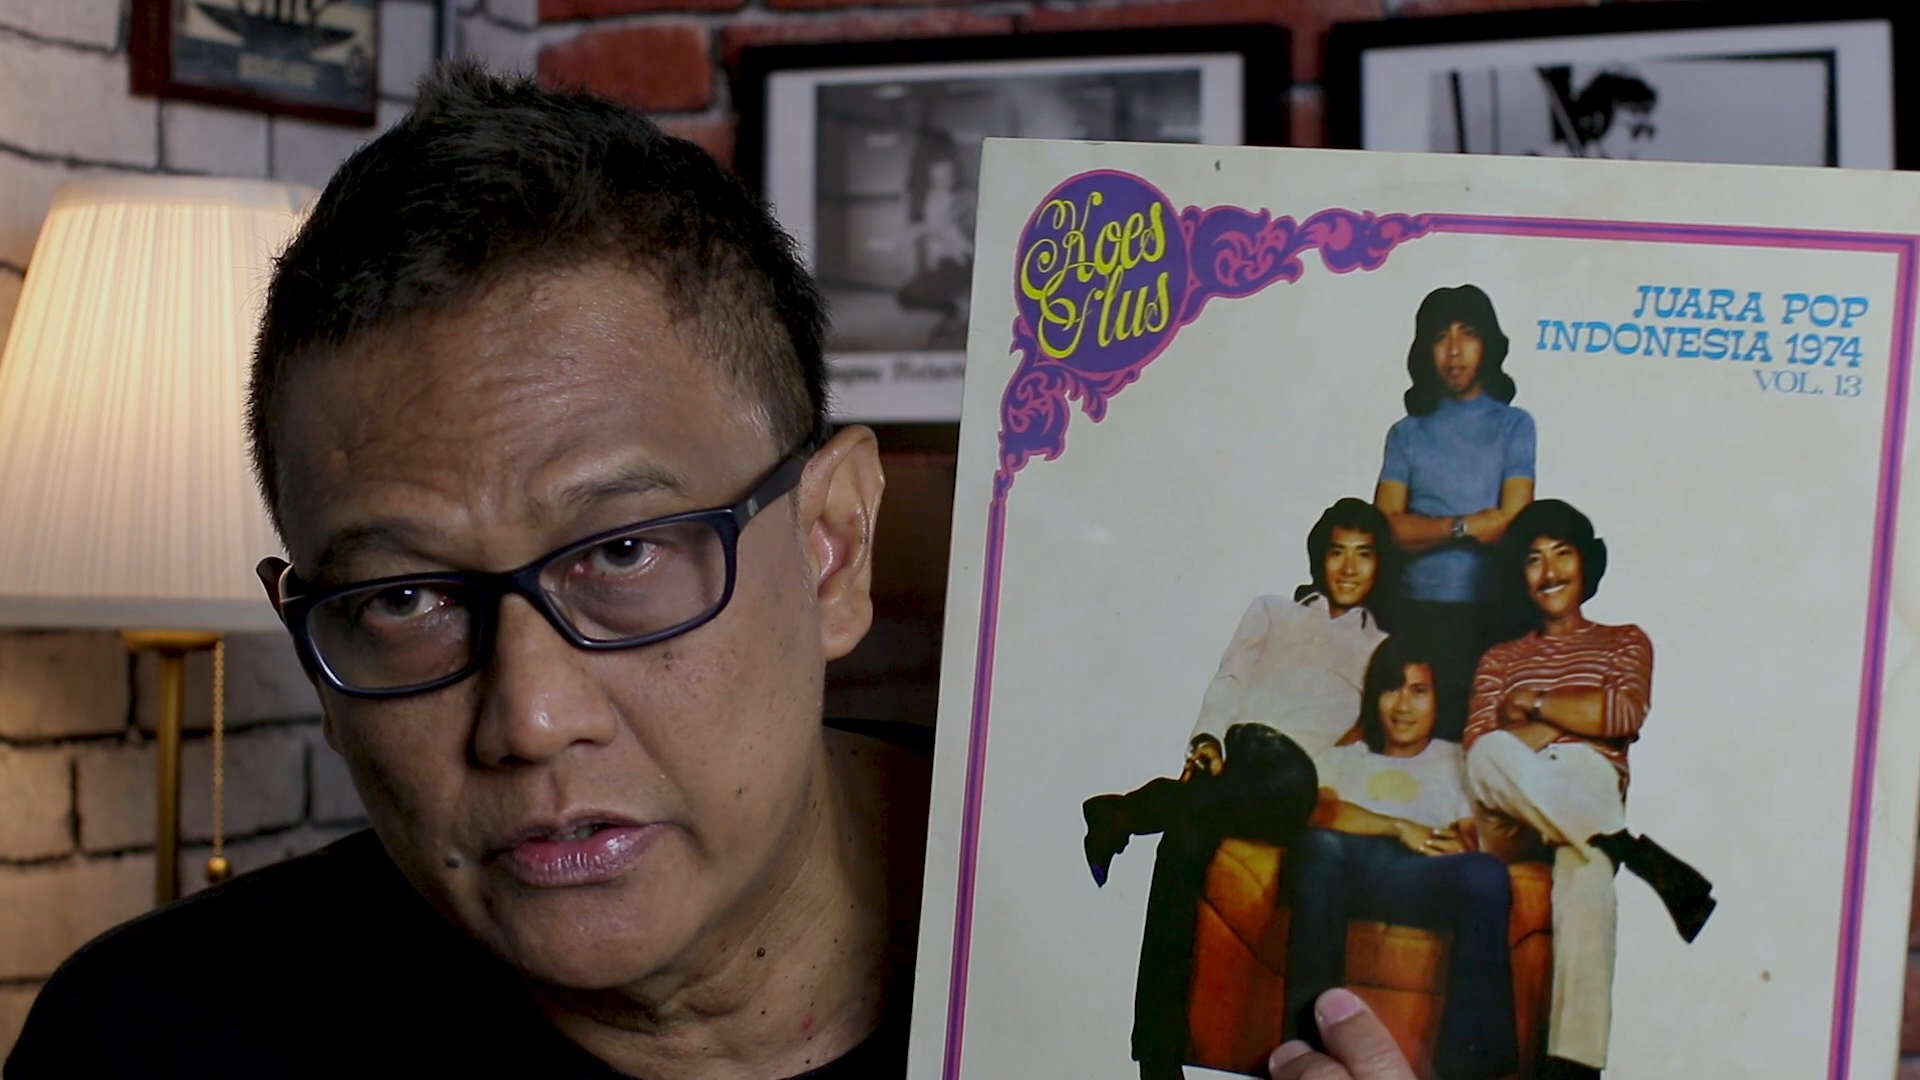 Koes
Plus
JUARA POP
INDONESIA 1974
VOL. 13